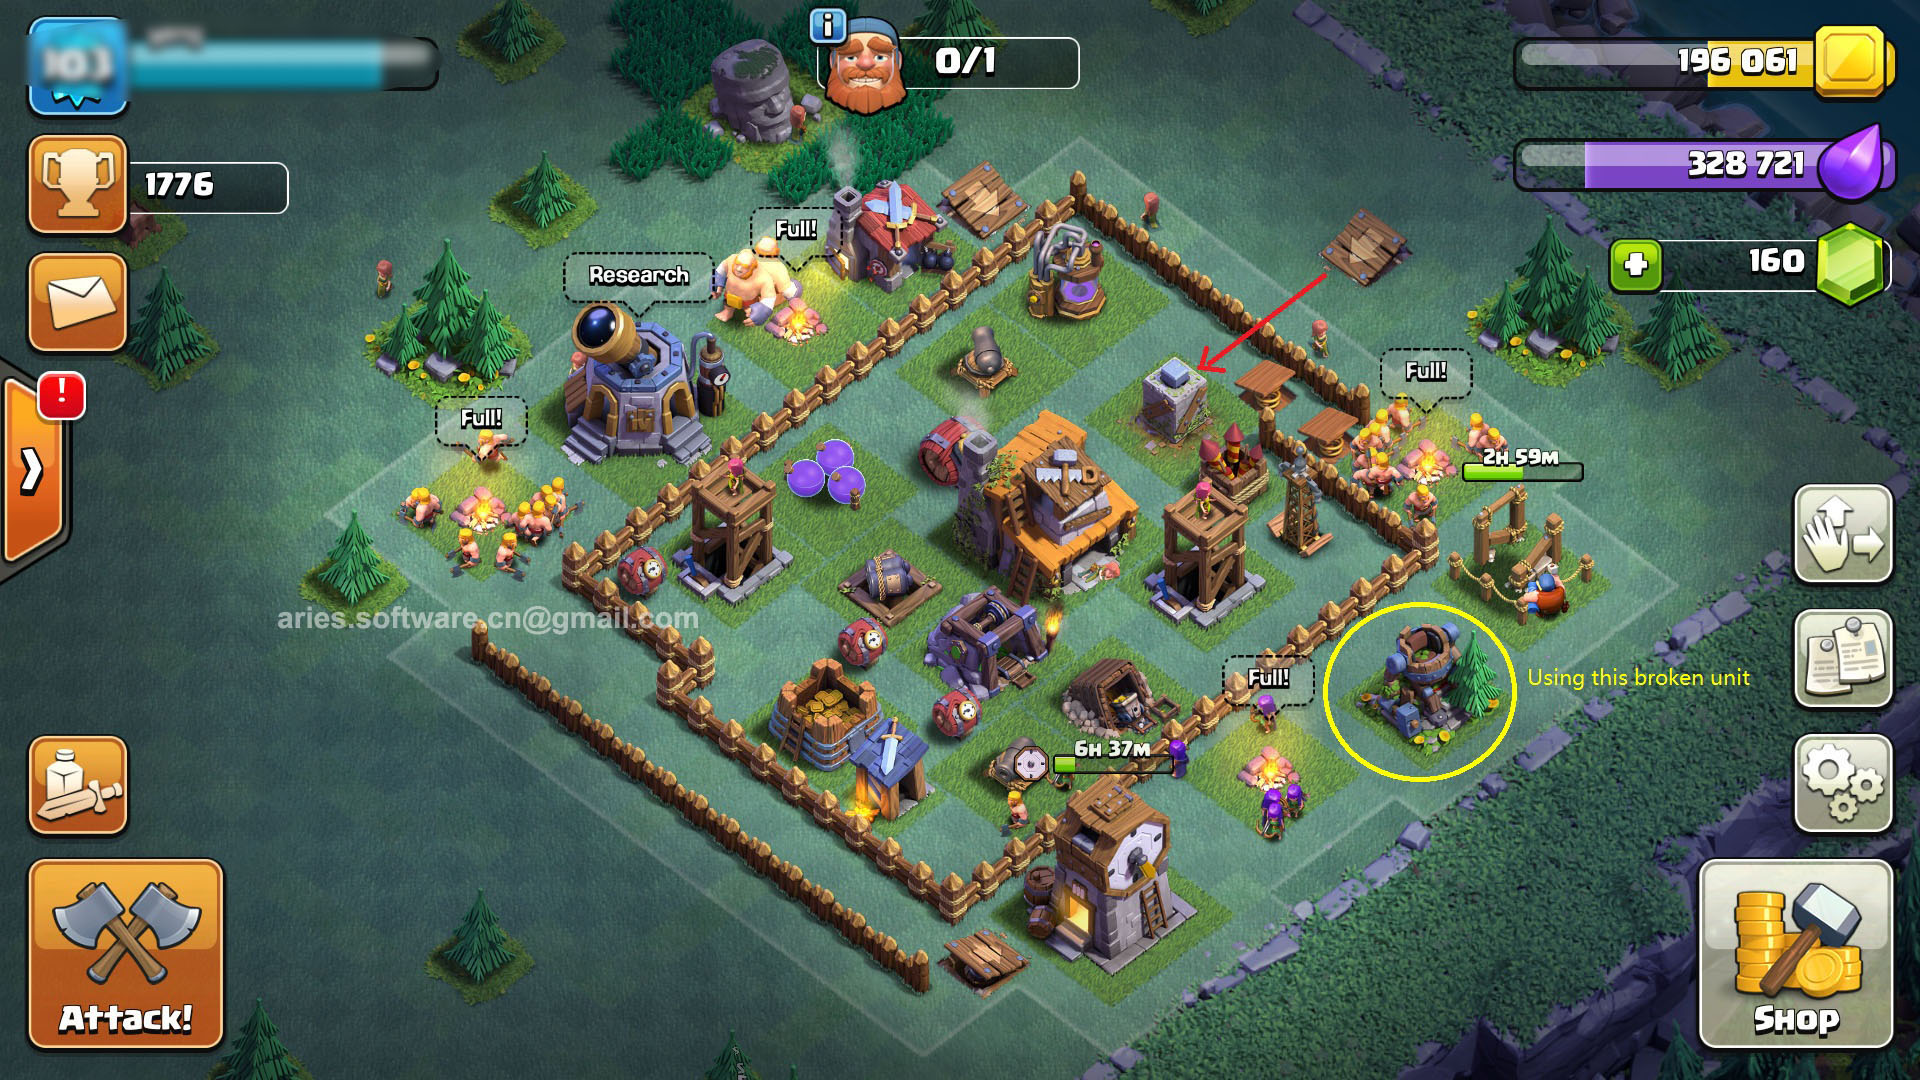 103
i
0/1
196 061
1776
328 721
Full!
160
Research
Full!
Full!
!
2H 59M
aries.software.cn@gmail.com
Full!
Using this broken unit
6H 37M
Attack!
Shop